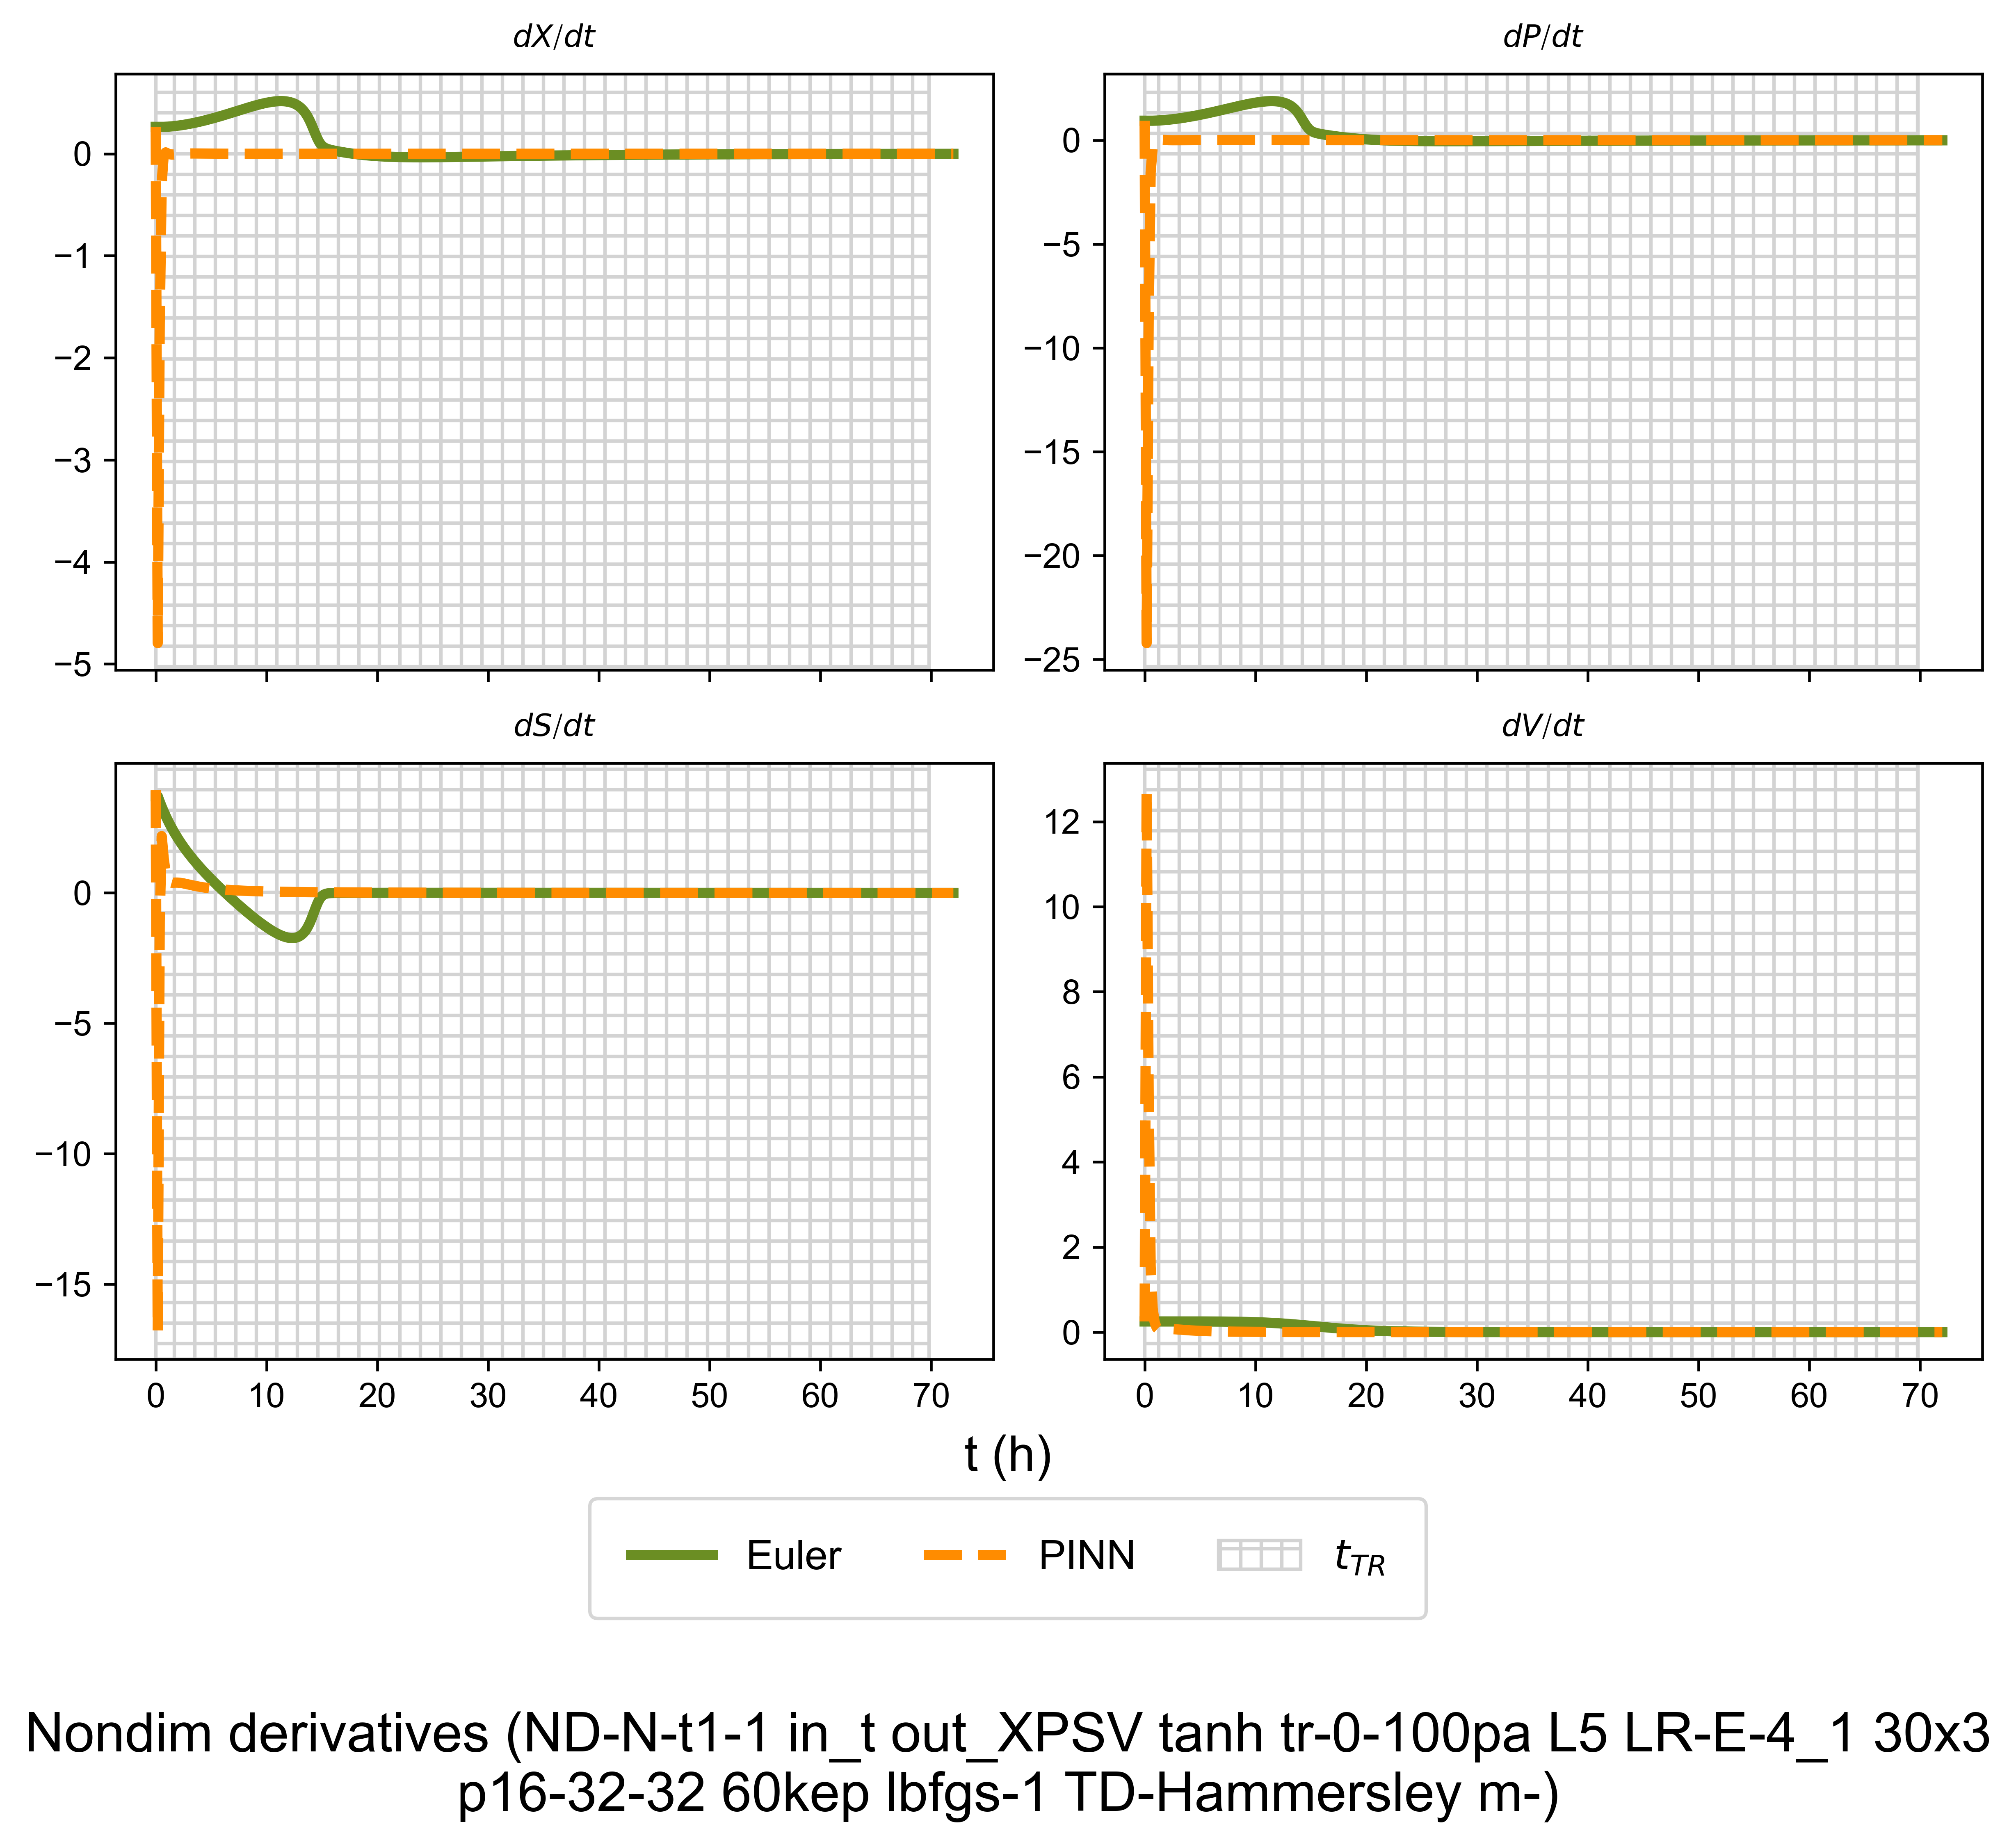 dX/dt
dP/dt
0
−1
−2
−3
−4
−5
0
−5
−10
−15
−20
−25
dS/dt
dV/dt
0
−5
−10
−15
0 10 20 30 40 50 60 70
12
10
8
6
4
2
0
0 10 20 30 40 50 60 70
t (h)
Euler PINN t_TR
Nondim derivatives (ND-N-t1-1 in_t out_XPSV tanh tr-0-100pa L5 LR-E-4_1 30x3
p16-32-32 60kep lbfgs-1 TD-Hammersley m-)